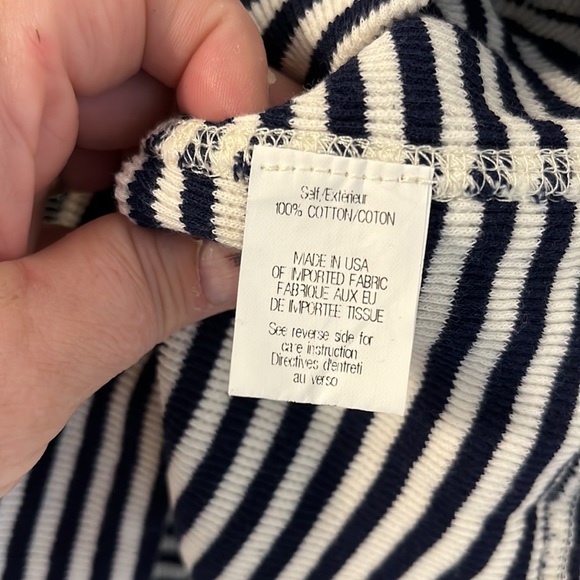 Self/Extérieur
100% COTTON/COTON
MADE IN USA
OF IMPORTED FABRIC
FABRIQUE AUX EU
DE IMPORTEE TISSUE
See reverse side for
care instruction
Directives d'entreti
au verso